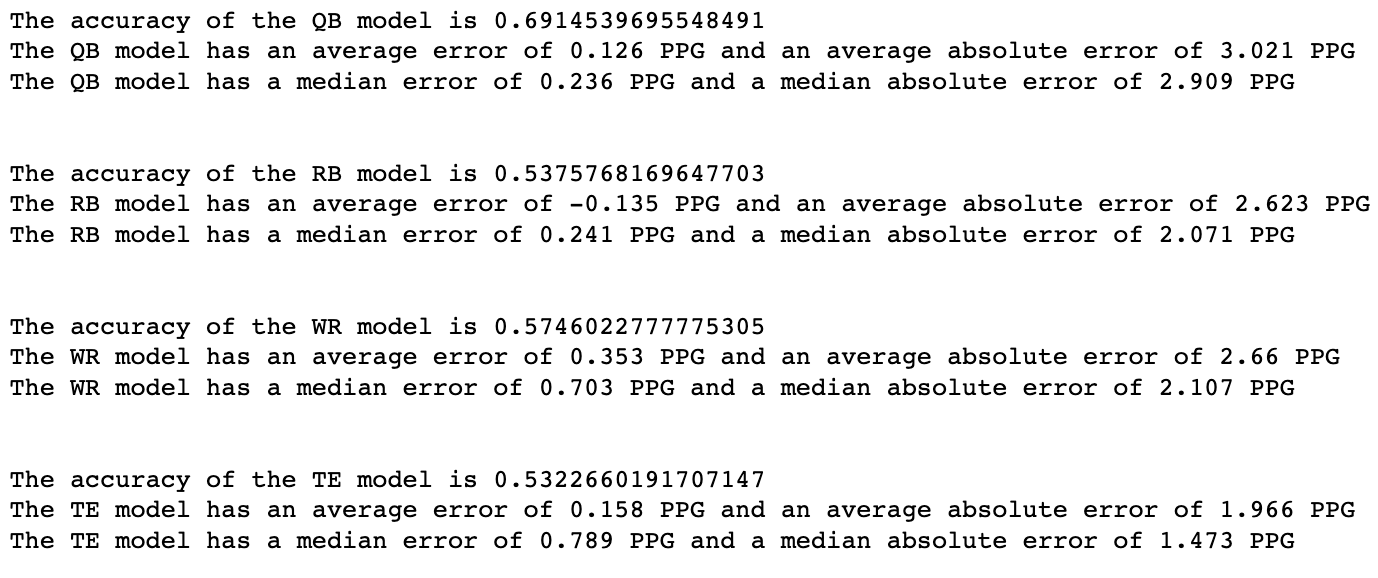 The accuracy of the QB model is 0.6914539695548491
The QB model has an average error of 0.126 PPG and an average absolute error of 3.021 PPG
The QB model has a median error of 0.236 PPG and a median absolute error of 2.909 PPG
The accuracy of the RB model is 0.5375768169647703
The RB model has an average error of -0.135 PPG and an average absolute error of 2.623 PPG
The RB model has a median error of 0.241 PPG and a median absolute error of 2.071 PPG
The accuracy of the WR model is 0.5746022777775305
The WR model has an average error of 0.353 PPG and an average absolute error of 2.66 PPG
The WR model has a median error of 0.703 PPG and a median absolute error of 2.107 PPG
The accuracy of the TE model is 0.5322660191707147
The TE model has an average error of 0.158 PPG and an average absolute error of 1.966 PPG
The TE model has a median error of 0.789 PPG and a median absolute error of 1.473 PPG